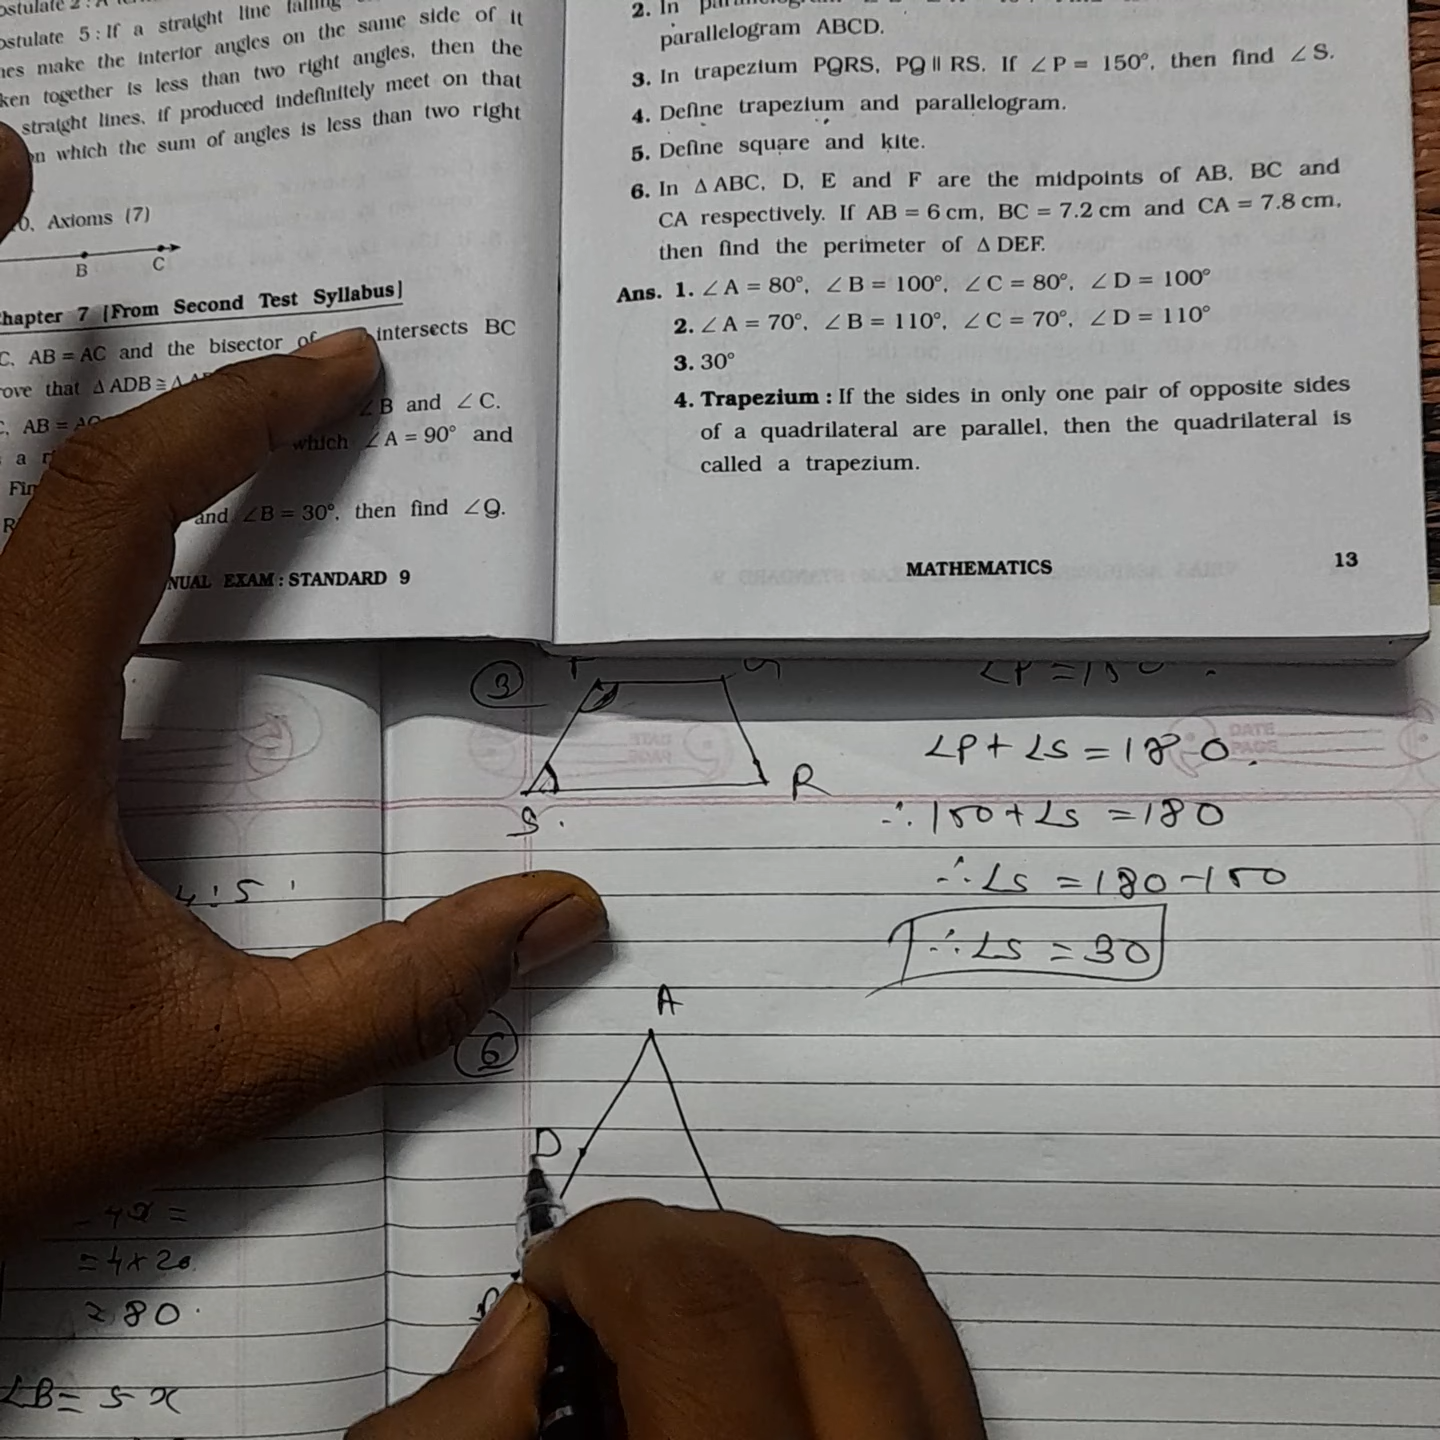 ostulate 5 : If a straight line falling
nes make the interior angles on the same side of it
ken together is less than two right angles, then the
straight lines, if produced indefinitely meet on that
on which the sum of angles is less than two right
0, Axioms (7)
B C
hapter 7 [From Second Test Syllabus]
C, AB = AC and the bisector of intersects BC
ove that Δ ADB ≅ Δ
C, AB = AC ∠B and ∠C.
which ∠A = 90° and
and ∠B = 30°, then find ∠Q.
NUAL EXAM : STANDARD 9
2. In
parallelogram ABCD.
3. In trapezium PQRS, PQ || RS. If ∠P = 150°, then find ∠S.
4. Define trapezium and parallelogram.
5. Define square and kite.
6. In Δ ABC, D, E and F are the midpoints of AB, BC and
CA respectively. If AB = 6 cm, BC = 7.2 cm and CA = 7.8 cm,
then find the perimeter of Δ DEF.
Ans. 1. ∠A = 80°, ∠B = 100°, ∠C = 80°, ∠D = 100°
2. ∠A = 70°, ∠B = 110°, ∠C = 70°, ∠D = 110°
3. 30°
4. Trapezium : If the sides in only one pair of opposite sides
of a quadrilateral are parallel, then the quadrilateral is
called a trapezium.
MATHEMATICS 13
3
R
S.
∠P = 150
DATE
PAGE
∠P + ∠S = 180.
∴ 150 + ∠S = 180
∴ ∠S = 180 - 150
∴ ∠S = 30
4 : 5
6
A
D
4x =
= 4 × 20
= 80
∠B = 5x